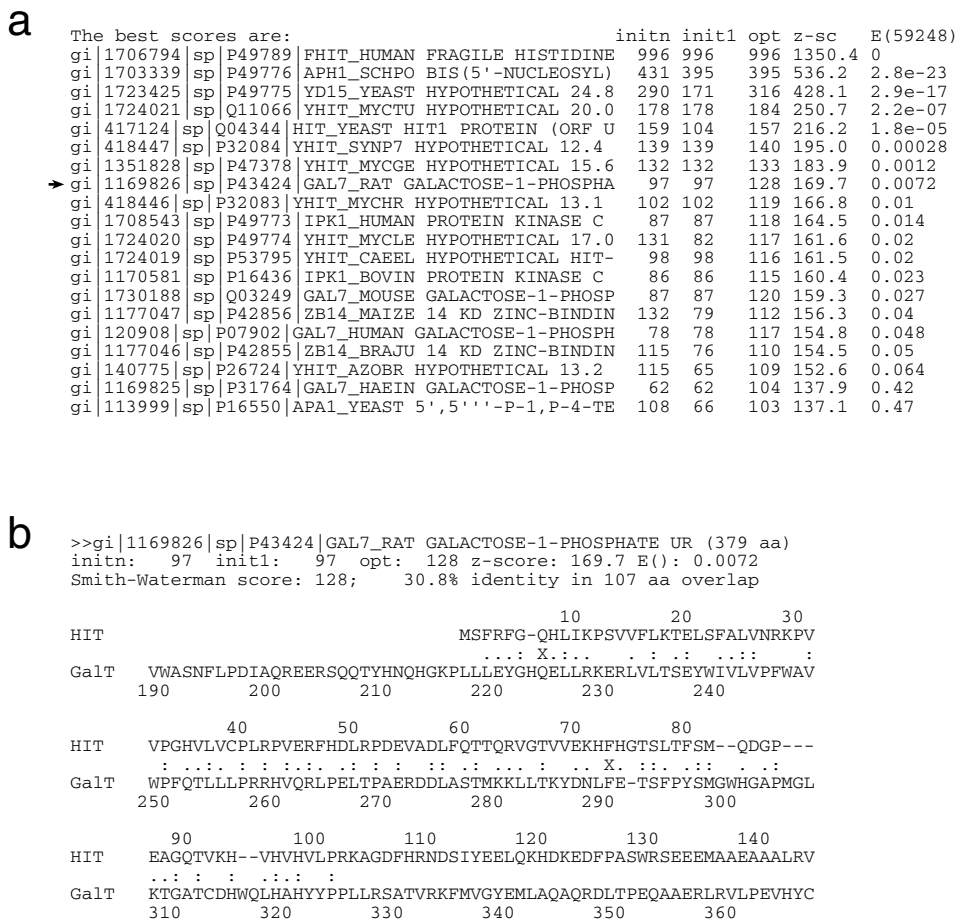 a
The best scores are: initn init1 opt z-sc E(59248)
gi|1706794|sp|P49789|FHIT_HUMAN FRAGILE HISTIDINE 996 996 996 1350.4 0
gi|1703339|sp|P49776|APH1_SCHPO BIS(5'-NUCLEOSYL) 431 395 395 536.2 2.8e-23
gi|1723425|sp|P49775|YD15_YEAST HYPOTHETICAL 24.8 290 171 316 428.1 2.9e-17
gi|1724021|sp|Q11066|YHIT_MYCTU HYPOTHETICAL 20.0 178 178 184 250.7 2.2e-07
gi|417124|sp|Q04344|HIT_YEAST HIT1 PROTEIN (ORF U 159 104 157 216.2 1.8e-05
gi|418447|sp|P32084|YHIT_SYNP7 HYPOTHETICAL 12.4 139 139 140 195.0 0.00028
gi|1351828|sp|P47378|YHIT_MYCGE HYPOTHETICAL 15.6 132 132 133 183.9 0.0012
gi|1169826|sp|P43424|GAL7_RAT GALACTOSE-1-PHOSPHA 97 97 128 169.7 0.0072
gi|418446|sp|P32083|YHIT_MYCHR HYPOTHETICAL 13.1 102 102 119 166.8 0.01
gi|1708543|sp|P49773|IPK1_HUMAN PROTEIN KINASE C 87 87 118 164.5 0.014
gi|1724020|sp|P49774|YHIT_MYCLE HYPOTHETICAL 17.0 131 82 117 161.6 0.02
gi|1724019|sp|P53795|YHIT_CAEEL HYPOTHETICAL HIT- 98 98 116 161.5 0.02
gi|1170581|sp|P16436|IPK1_BOVIN PROTEIN KINASE C 86 86 115 160.4 0.023
gi|1730188|sp|Q03249|GAL7_MOUSE GALACTOSE-1-PHOSP 87 87 120 159.3 0.027
gi|1177047|sp|P42856|ZB14_MAIZE 14 KD ZINC-BINDIN 132 79 112 156.3 0.04
gi|120908|sp|P07902|GAL7_HUMAN GALACTOSE-1-PHOSPH 78 78 117 154.8 0.048
gi|1177046|sp|P42855|ZB14_BRAJU 14 KD ZINC-BINDIN 115 76 110 154.5 0.05
gi|140775|sp|P26724|YHIT_AZOBR HYPOTHETICAL 13.2 115 65 109 152.6 0.064
gi|1169825|sp|P31764|GAL7_HAEIN GALACTOSE-1-PHOSP 62 62 104 137.9 0.42
gi|113999|sp|P16550|APA1_YEAST 5',5'''-P-1,P-4-TE 108 66 103 137.1 0.47
b
>>gi|1169826|sp|P43424|GAL7_RAT GALACTOSE-1-PHOSPHATE UR (379 aa)
initn: 97 init1: 97 opt: 128 z-score: 169.7 E(): 0.0072
Smith-Waterman score: 128; 30.8% identity in 107 aa overlap
10 20 30
HIT MSFRFG-QHLIKPSVVFLKTELSFALVNRKPV
...: X.:.. . : .: ..:: :
GalT VWASNFLPDIAQREERSQQTYHNQHGKPLLLEYGHQELLRKERLVLTSEYWIVLVPFWAV
190 200 210 220 230 240
40 50 60 70 80
HIT VPGHVLVCPLRPVERFHDLRPDEVADLFQTTQRVGTVVEKHFHGTSLTFSM--QDGP---
: ..: : : .: ::.: .: .. .: . .. . .. X. ::. .:: . .:
GalT WPFQTLLLPRRHVQRLPELTPAERDDLASTMKKLLTKYDNLFE-TSFPYSMGWHGAPMGL
250 260 270 280 290 300
90 100 110 120 130 140
HIT EAGQTVKH--VHVHVLPRKAGDFHRNDSIYEELQKHDKEDFPASWRSEEEMAAEAAALRV
..: : . :.: : :
GalT KTGATCDHWQLHAHYYPPLLRSATVRKFMVGYEMLAQAQRDLTPEQAAERLRVLPEVHYC
310 320 330 340 350 360